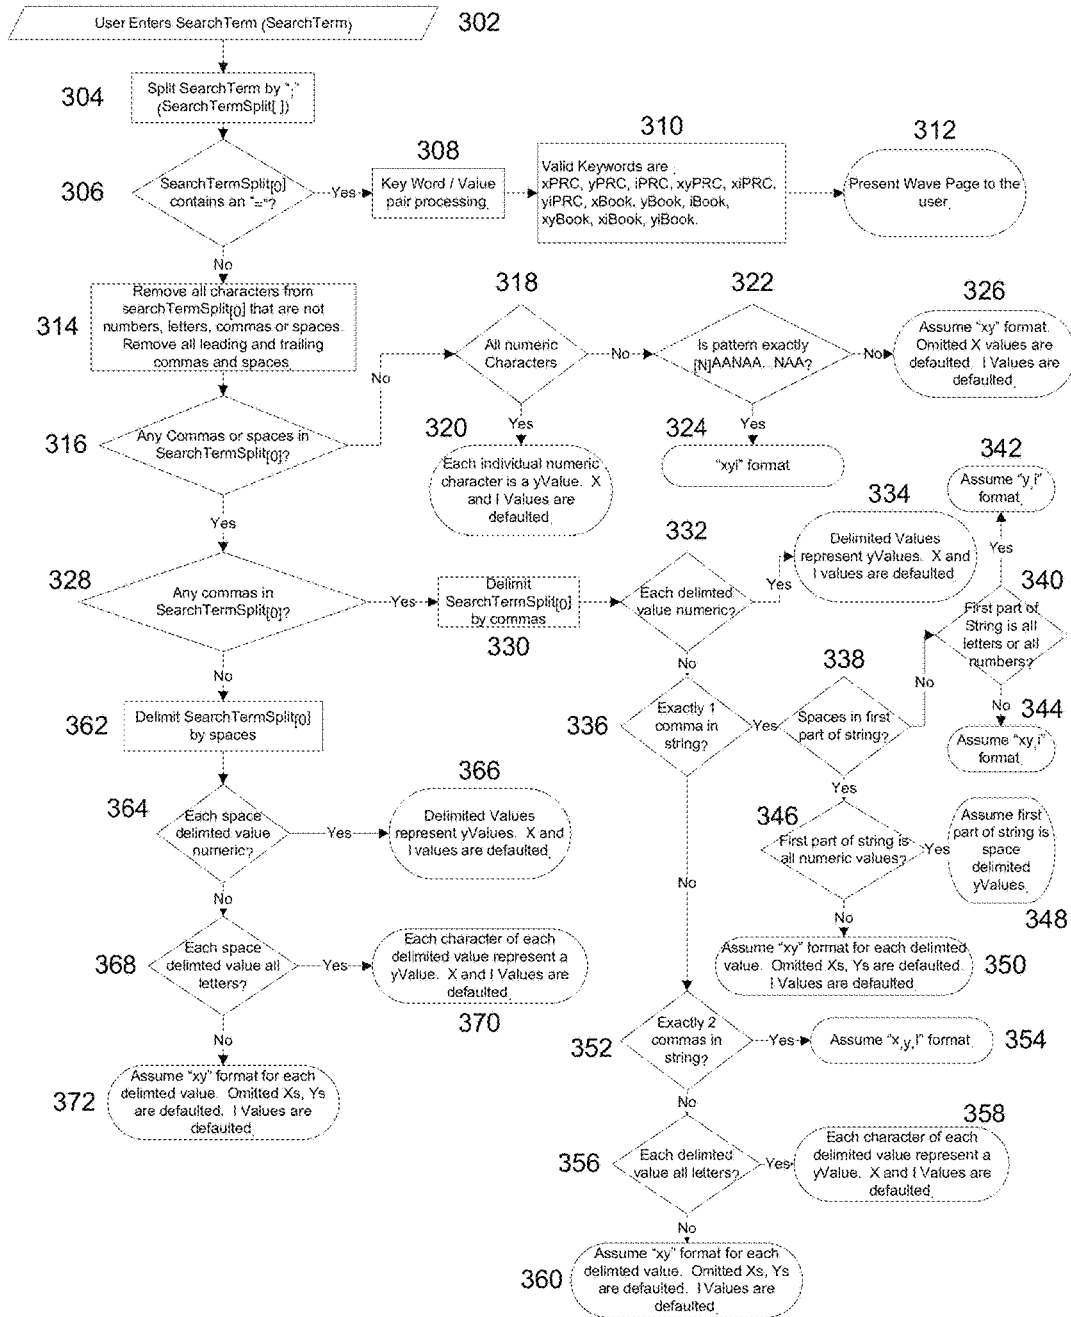 User Enters SearchTerm (SearchTerm)
302
304
Split SearchTerm by ";"
(SearchTermSplit[ ])
306
SearchTermSplit[0]
contains an "="?
Yes
308
Key Word / Value
pair processing.
310
Valid Keywords are :
xPRC, yPRC, iPRC, xyPRC, xiPRC,
yiPRC, xBook, yBook, iBook,
xyBook, xiBook, yiBook.
312
Present Wave Page to the
user.
No
314
Remove all characters from
searchTermSplit[0] that are not
numbers, letters, commas or spaces.
Remove all leading and trailing
commas and spaces.
316
Any Commas or spaces in
SearchTermSplit[0]?
No
318
All numeric
Characters
No
322
Is pattern exactly
[N]AANAA...NAA?
No
326
Assume "xy" format.
Omitted X values are
defaulted. I Values are
defaulted.
Yes
320
Each individual numeric
character is a yValue. X
and I Values are
defaulted.
Yes
324
"xyi" format
Yes
328
Any commas in
SearchTermSplit[0]?
Yes
Delimit
SearchTermSplit[0]
by commas
330
332
Each delimted
value numeric?
Yes
334
Delimited Values
represent yValues. X and
I values are defaulted.
342
Assume "y,i"
format.
Yes
340
First part of
String is all
letters or all
numbers?
No
344
Assume "xy,i"
format.
No
336
Exactly 1
comma in
string?
Yes
338
Spaces in first
part of string?
No
Yes
346
First part of string is
all numeric values?
Yes
Assume first
part of string is
space
delimited
yValues.
348
No
Assume "xy" format for each delimted
value. Omitted Xs, Ys are defaulted.
I Values are defaulted.
350
No
352
Exactly 2
commas in
string?
Yes
Assume "x,y,I" format.
354
No
356
Each delimted
value all letters?
Yes
358
Each character of each
delimited value represent a
yValue. X and I Values are
defaulted.
No
360
Assume "xy" format for each
delimted value. Omitted Xs, Ys
are defaulted. I Values are
defaulted.
No
362
Delimit SearchTermSplit[0]
by spaces
364
Each space
delimted value
numeric?
Yes
366
Delimited Values
represent yValues. X and
I values are defaulted.
No
368
Each space
delimted value all
letters?
Yes
Each character of each
delimited value represent a
yValue. X and I Values are
defaulted.
370
No
372
Assume "xy" format for each
delimted value. Omitted Xs, Ys
are defaulted. I Values are
defaulted.